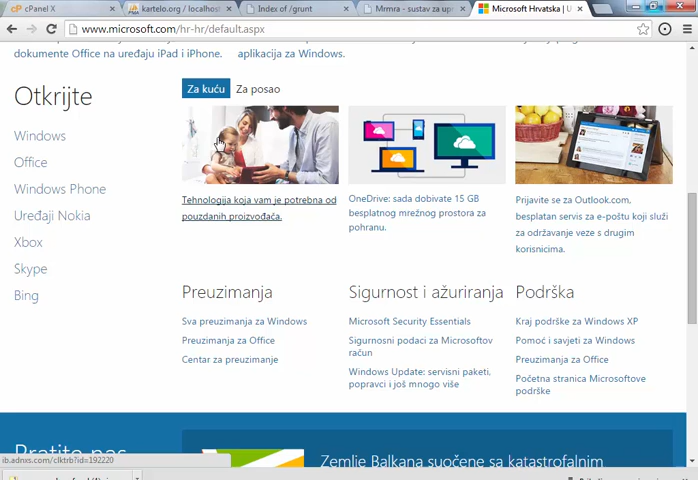 cPanel X
kartelo.org / localhost
Index of /grunt
Mrmra - sustav za upr
Microsoft Hrvatska | U
www.microsoft.com/hr-hr/default.aspx
dokumente Office na uređaju iPad i iPhone.
aplikacija za Windows.
Otkrijte
Windows
Office
Windows Phone
Uređaji Nokia
Xbox
Skype
Bing
Za kuću
Za posao
Tehnologija koja vam je potrebna od
pouzdanih proizvođača.
OneDrive: sada dobivate 15 GB
besplatnog mrežnog prostora za
pohranu.
Prijavite se za Outlook.com,
besplatan servis za e-poštu koji služi
za održavanje veze s drugim
korisnicima.
Preuzimanja
Sva preuzimanja za Windows
Preuzimanja za Office
Centar za preuzimanje
Sigurnost i ažuriranja
Microsoft Security Essentials
Sigurnosni podaci za Microsoftov
račun
Windows Update: servisni paketi,
popravci i još mnogo više
Podrška
Kraj podrške za Windows XP
Pomoć i savjeti za Windows
Preuzimanja za Office
Početna stranica Microsoftove
podrške
Pratite nas
Zemlje Balkana suočene sa katastrofalnim
ib.adnxs.com/clktrb?id=192220